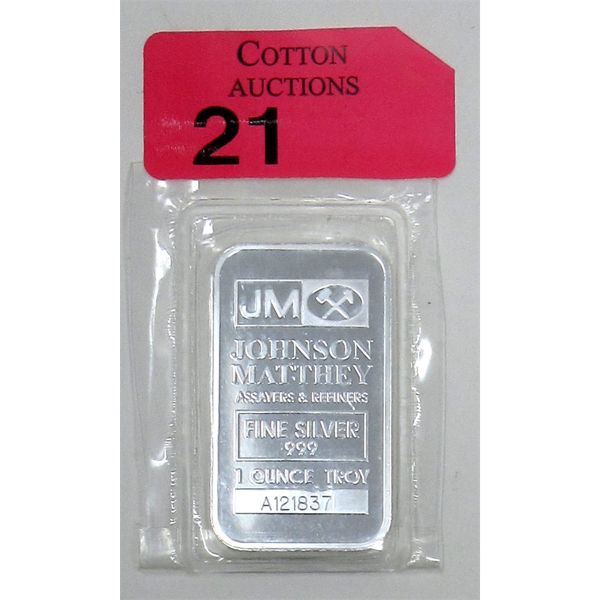 COTTON
AUCTIONS
21
JM
JOHNSON
MATTHEY
ASSAYERS & REFINERS
FINE SILVER
999
1 OUNCE TROY
A121837